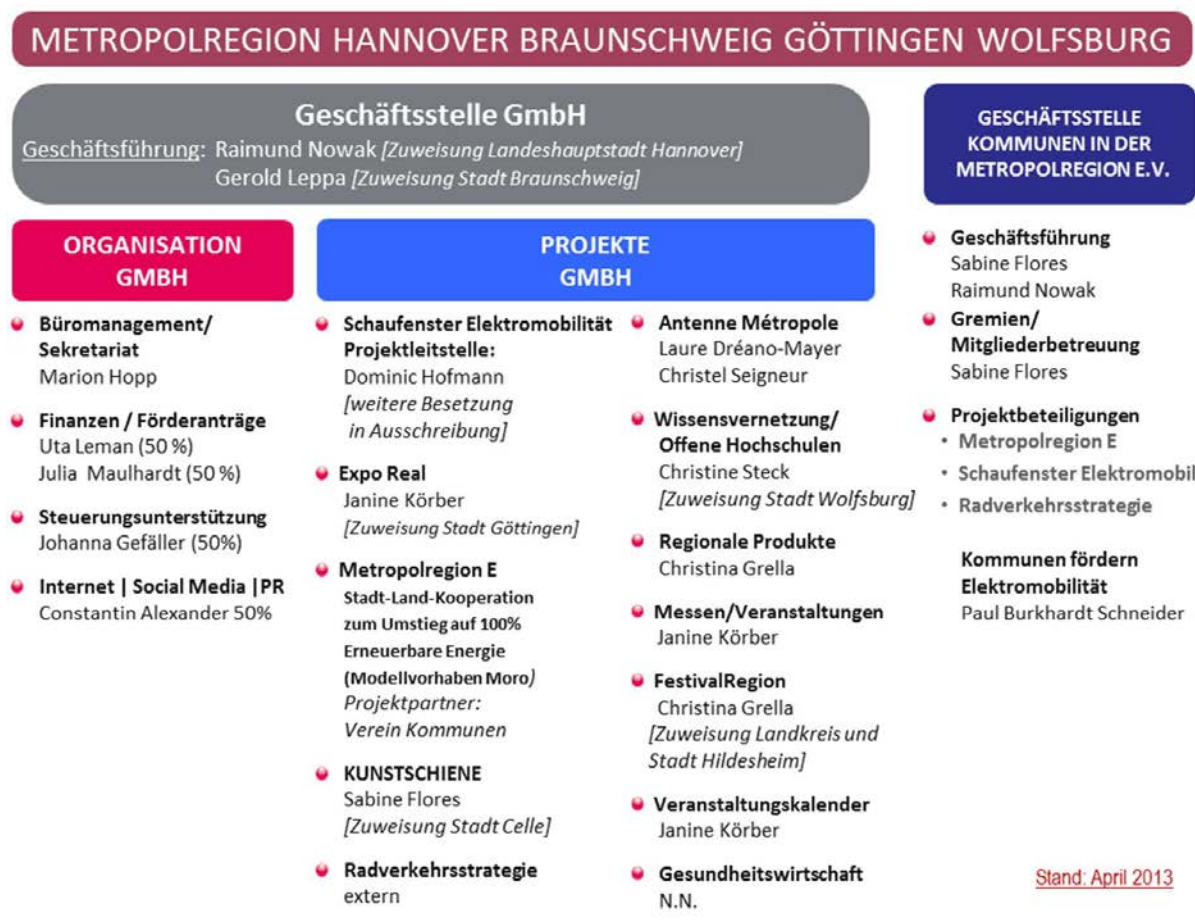 METROPOLREGION HANNOVER BRAUNSCHWEIG GÖTTINGEN WOLFSBURG
Geschäftsstelle GmbH
Geschäftsführung: Raimund Nowak [Zuweisung Landeshauptstadt Hannover]
Gerold Leppa [Zuweisung Stadt Braunschweig]
ORGANISATION
GMBH
Büromanagement/
Sekretariat
Marion Hopp
Finanzen / Förderanträge
Uta Leman (50 %)
Julia Maulhardt (50 %)
Steuerungsunterstützung
Johanna Gefäller (50%)
Internet | Social Media |PR
Constantin Alexander 50%
PROJEKTE
GMBH
Schaufenster Elektromobilität
Projektleitstelle:
Dominic Hofmann
[weitere Besetzung
in Ausschreibung]
Expo Real
Janine Körber
[Zuweisung Stadt Göttingen]
Metropolregion E
Stadt-Land-Kooperation
zum Umstieg auf 100%
Erneuerbare Energie
(Modellvorhaben Moro)
Projektpartner:
Verein Kommunen
KUNSTSCHIENE
Sabine Flores
[Zuweisung Stadt Celle]
Radverkehrsstrategie
extern
Antenne Métropole
Laure Dréano-Mayer
Christel Seigneur
Wissensvernetzung/
Offene Hochschulen
Christine Steck
[Zuweisung Stadt Wolfsburg]
Regionale Produkte
Christina Grella
Messen/Veranstaltungen
Janine Körber
FestivalRegion
Christina Grella
[Zuweisung Landkreis und
Stadt Hildesheim]
Veranstaltungskalender
Janine Körber
Gesundheitswirtschaft
N.N.
GESCHÄFTSSTELLE
KOMMUNEN IN DER
METROPOLREGION E.V.
Geschäftsführung
Sabine Flores
Raimund Nowak
Gremien/
Mitgliederbetreuung
Sabine Flores
Projektbeteiligungen
• Metropolregion E
• Schaufenster Elektromobil
• Radverkehrsstrategie
Kommunen fördern
Elektromobilität
Paul Burkhardt Schneider
Stand: April 2013